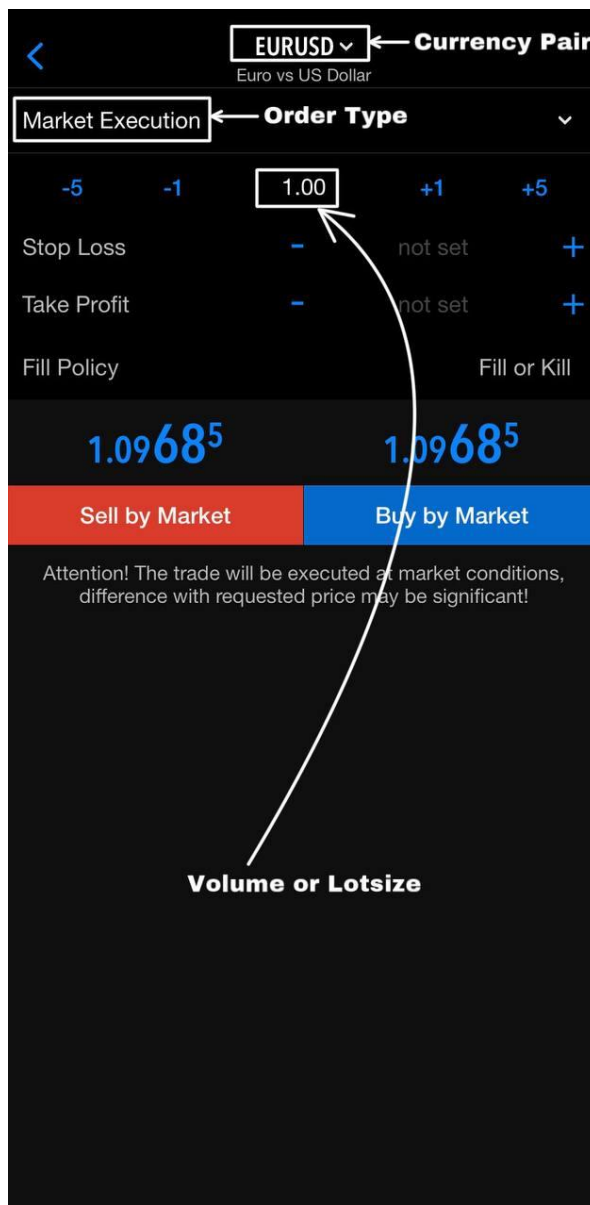 EURUSD Currency Pair
Euro vs US Dollar
Market Execution Order Type
-5 -1 1.00 +1 +5
Stop Loss - not set +
Take Profit - not set +
Fill Policy Fill or Kill
1.09685 1.09685
Sell by Market Buy by Market
Attention! The trade will be executed at market conditions,
difference with requested price may be significant!
Volume or Lotsize